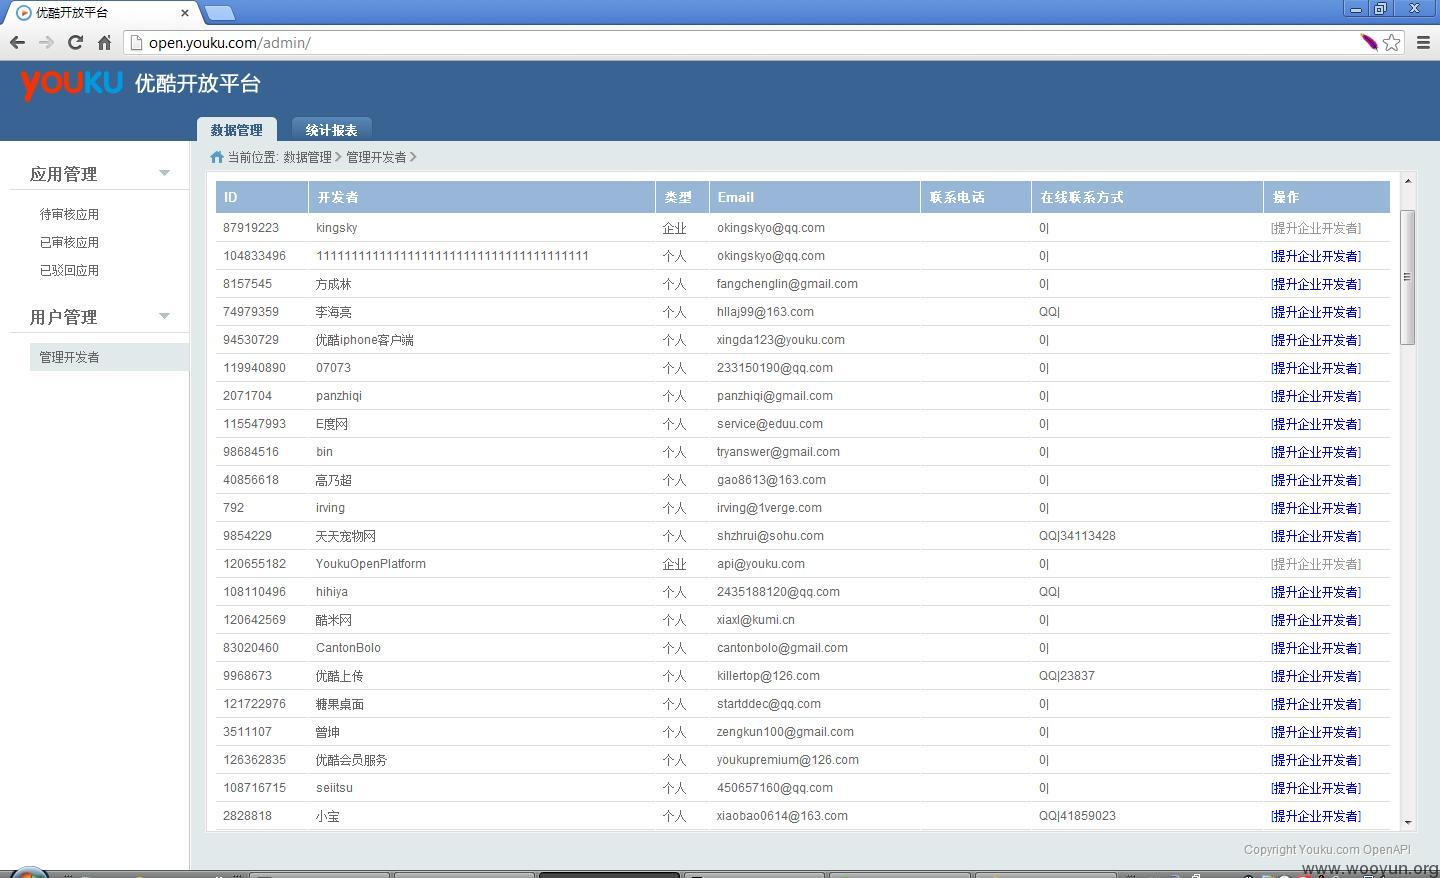 优酷开放平台
open.youku.com/admin/
YOUKU 优酷开放平台
数据管理 统计报表
当前位置: 数据管理 > 管理开发者 >
应用管理
待审核应用
已审核应用
已驳回应用
用户管理
管理开发者
ID 开发者 类型 Email 联系电话 在线联系方式 操作
87919223 kingsky 企业 okingskyo@qq.com 0| [提升企业开发者]
104833496 111111111111111111111111111111111111111 个人 okingskyo@qq.com 0| [提升企业开发者]
8157545 方成林 个人 fangchenglin@gmail.com 0| [提升企业开发者]
74979359 李海亮 个人 hllaj99@163.com QQ| [提升企业开发者]
94530729 优酷iphone客户端 个人 xingda123@youku.com 0| [提升企业开发者]
119940890 07073 个人 233150190@qq.com 0| [提升企业开发者]
2071704 panzhiqi 个人 panzhiqi@gmail.com 0| [提升企业开发者]
115547993 E度网 个人 service@eduu.com 0| [提升企业开发者]
98684516 bin 个人 tryanswer@gmail.com 0| [提升企业开发者]
40856618 高乃超 个人 gao8613@163.com 0| [提升企业开发者]
792 irving 个人 irving@1verge.com 0| [提升企业开发者]
9854229 天天宠物网 个人 shzhrui@sohu.com QQ|34113428 [提升企业开发者]
120655182 YoukuOpenPlatform 企业 api@youku.com 0| [提升企业开发者]
108110496 hihiya 个人 2435188120@qq.com QQ| [提升企业开发者]
120642569 酷米网 个人 xiaxl@kumi.cn 0| [提升企业开发者]
83020460 CantonBolo 个人 cantonbolo@gmail.com 0| [提升企业开发者]
9968673 优酷上传 个人 killertop@126.com QQ|23837 [提升企业开发者]
121722976 糖果桌面 个人 startddec@qq.com 0| [提升企业开发者]
3511107 曾坤 个人 zengkun100@gmail.com 0| [提升企业开发者]
126362835 优酷会员服务 个人 youkupremium@126.com 0| [提升企业开发者]
108716715 seiitsu 个人 450657160@qq.com 0| [提升企业开发者]
2828818 小宝 个人 xiaobao0614@163.com QQ|41859023 [提升企业开发者]
Copyright Youku.com OpenAPI
www.wooyun.org